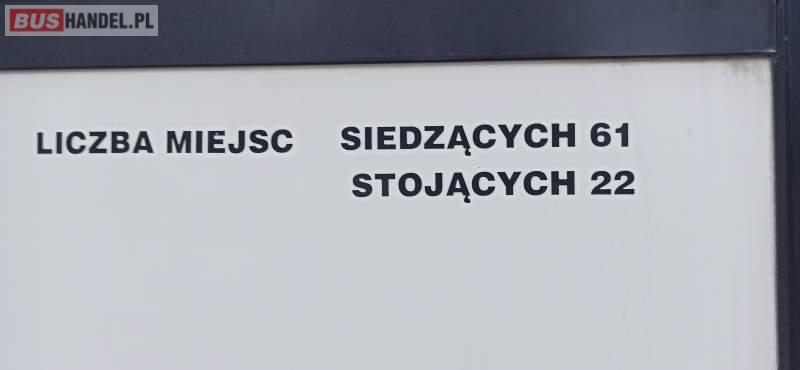 BUSHANDEL.PL
LICZBA MIEJSC SIEDZĄCYCH 61
STOJĄCYCH 22